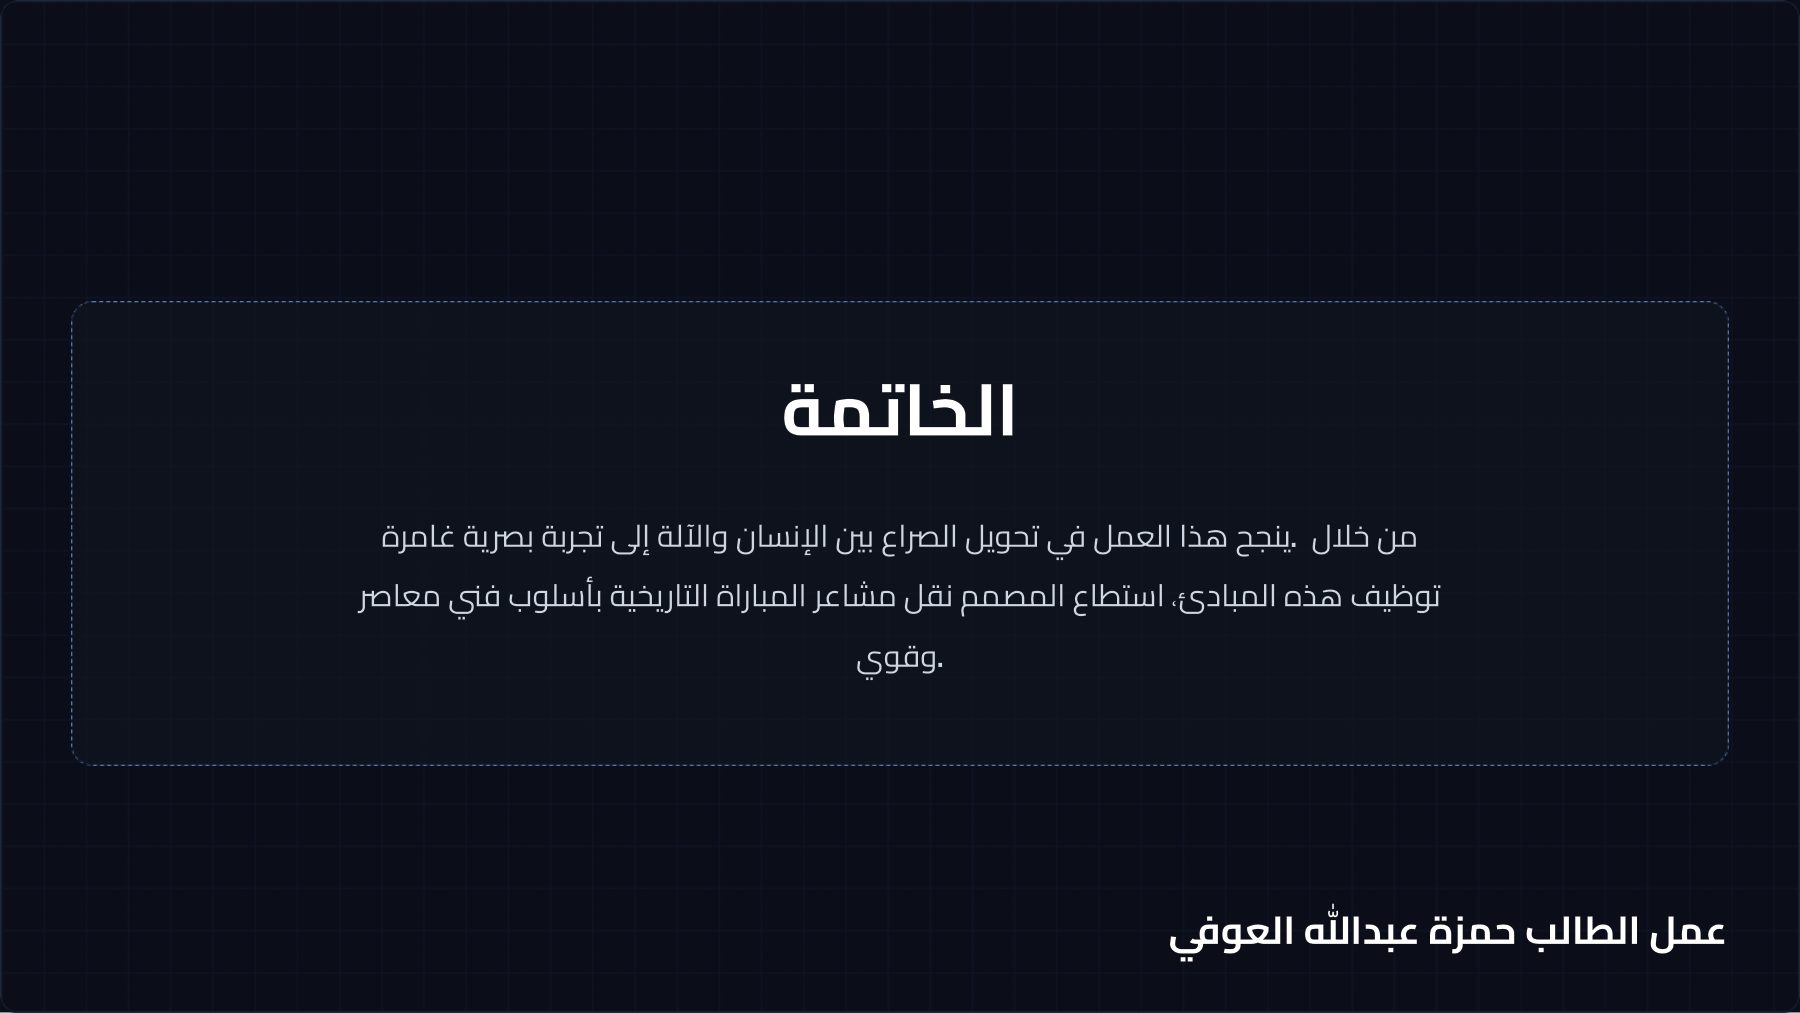 الخاتمة
من خلال .ينجح هذا العمل في تحويل الصراع بين الإنسان والآلة إلى تجربة بصرية غامرة
توظيف هذه المبادئ، استطاع المصمم نقل مشاعر المباراة التاريخية بأسلوب فني معاصر
.وقوي
عمل الطالب حمزة عبدالله العوفي